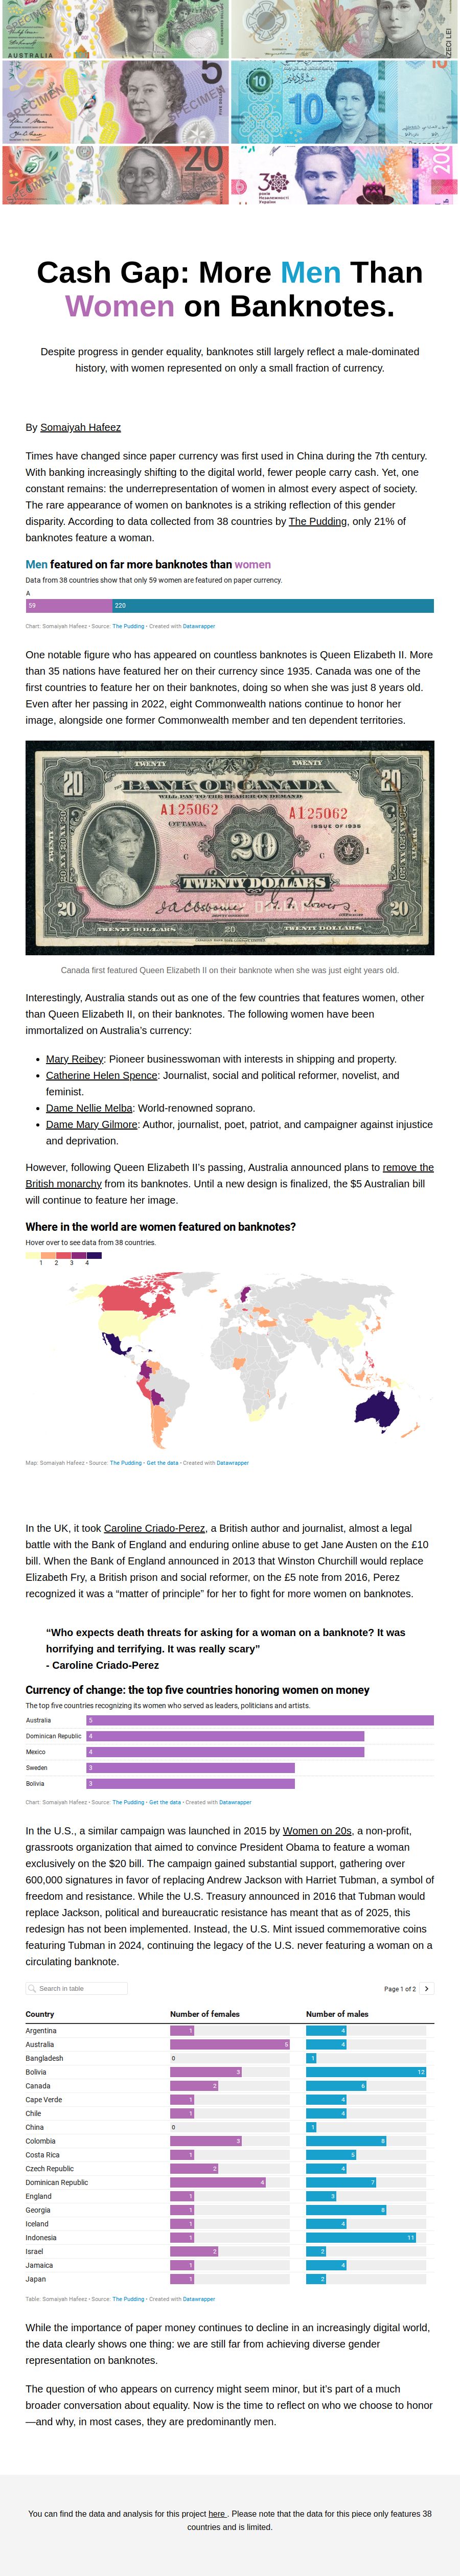 SPECIMEN
AUSTRALIA
5
SPECIMEN
SPECIMEN
10
10
20
200
Cash Gap: More Men Than
Women on Banknotes.
Despite progress in gender equality, banknotes still largely reflect a male-dominated
history, with women represented on only a small fraction of currency.
By Somaiyah Hafeez
Times have changed since paper currency was first used in China during the 7th century.
With banking increasingly shifting to the digital world, fewer people carry cash. Yet, one
constant remains: the underrepresentation of women in almost every aspect of society.
The rare appearance of women on banknotes is a striking reflection of this gender
disparity. According to data collected from 38 countries by The Pudding, only 21% of
banknotes feature a woman.
Men featured on far more banknotes than women
Data from 38 countries show that only 59 women are featured on paper currency.
A
59 220
Chart: Somaiyah Hafeez • Source: The Pudding • Created with Datawrapper
One notable figure who has appeared on countless banknotes is Queen Elizabeth II. More
than 35 nations have featured her on their currency since 1935. Canada was one of the
first countries to feature her on their banknotes, doing so when she was just 8 years old.
Even after her passing in 2022, eight Commonwealth nations continue to honor her
image, alongside one former Commonwealth member and ten dependent territories.
TWENTY TWENTY
20 BANK OF CANADA 20
WILL PAY TO THE BEARER ON DEMAND
A125062 A125062
OTTAWA. ISSUE OF 1935
C 20 C 1
TWENTY DOLLARS
20 20
TWENTY DOLLARS 20 TWENTY DOLLARS
Canada first featured Queen Elizabeth II on their banknote when she was just eight years old.
Interestingly, Australia stands out as one of the few countries that features women, other
than Queen Elizabeth II, on their banknotes. The following women have been
immortalized on Australia’s currency:
• Mary Reibey: Pioneer businesswoman with interests in shipping and property.
• Catherine Helen Spence: Journalist, social and political reformer, novelist, and
feminist.
• Dame Nellie Melba: World-renowned soprano.
• Dame Mary Gilmore: Author, journalist, poet, patriot, and campaigner against injustice
and deprivation.
However, following Queen Elizabeth II’s passing, Australia announced plans to remove the
British monarchy from its banknotes. Until a new design is finalized, the $5 Australian bill
will continue to feature her image.
Where in the world are women featured on banknotes?
Hover over to see data from 38 countries.
1 2 3 4
Map: Somaiyah Hafeez • Source: The Pudding • Get the data • Created with Datawrapper
In the UK, it took Caroline Criado-Perez, a British author and journalist, almost a legal
battle with the Bank of England and enduring online abuse to get Jane Austen on the £10
bill. When the Bank of England announced in 2013 that Winston Churchill would replace
Elizabeth Fry, a British prison and social reformer, on the £5 note from 2016, Perez
recognized it was a “matter of principle” for her to fight for more women on banknotes.
“Who expects death threats for asking for a woman on a banknote? It was
horrifying and terrifying. It was really scary”
- Caroline Criado-Perez
Currency of change: the top five countries honoring women on money
The top five countries recognizing its women who served as leaders, politicians and artists.
Australia 5
Dominican Republic 4
Mexico 4
Sweden 3
Bolivia 3
Chart: Somaiyah Hafeez • Source: The Pudding • Get the data • Created with Datawrapper
In the U.S., a similar campaign was launched in 2015 by Women on 20s, a non-profit,
grassroots organization that aimed to convince President Obama to feature a woman
exclusively on the $20 bill. The campaign gained substantial support, gathering over
600,000 signatures in favor of replacing Andrew Jackson with Harriet Tubman, a symbol of
freedom and resistance. While the U.S. Treasury announced in 2016 that Tubman would
replace Jackson, political and bureaucratic resistance has meant that as of 2025, this
redesign has not been implemented. Instead, the U.S. Mint issued commemorative coins
featuring Tubman in 2024, continuing the legacy of the U.S. never featuring a woman on a
circulating banknote.
Search in table Page 1 of 2 >
Country Number of females Number of males
Argentina 1 4
Australia 5 4
Bangladesh 0 1
Bolivia 3 12
Canada 2 6
Cape Verde 1 4
Chile 1 4
China 0 1
Colombia 3 8
Costa Rica 1 5
Czech Republic 2 4
Dominican Republic 4 7
England 1 3
Georgia 1 8
Iceland 1 4
Indonesia 1 11
Israel 2 2
Jamaica 1 4
Japan 1 2
Table: Somaiyah Hafeez • Source: The Pudding • Created with Datawrapper
While the importance of paper money continues to decline in an increasingly digital world,
the data clearly shows one thing: we are still far from achieving diverse gender
representation on banknotes.
The question of who appears on currency might seem minor, but it’s part of a much
broader conversation about equality. Now is the time to reflect on who we choose to honor
—and why, in most cases, they are predominantly men.
You can find the data and analysis for this project here . Please note that the data for this piece only features 38
countries and is limited.